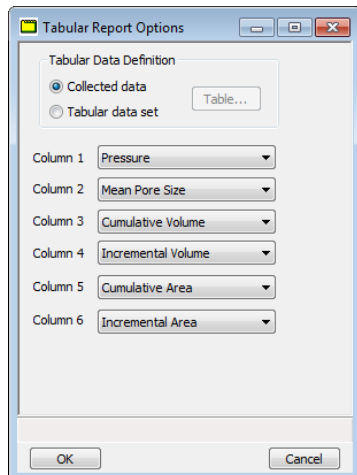 Tabular Report Options
Tabular Data Definition
Collected data
Table...
Tabular data set
Column 1 Pressure
Column 2 Mean Pore Size
Column 3 Cumulative Volume
Column 4 Incremental Volume
Column 5 Cumulative Area
Column 6 Incremental Area
OK Cancel